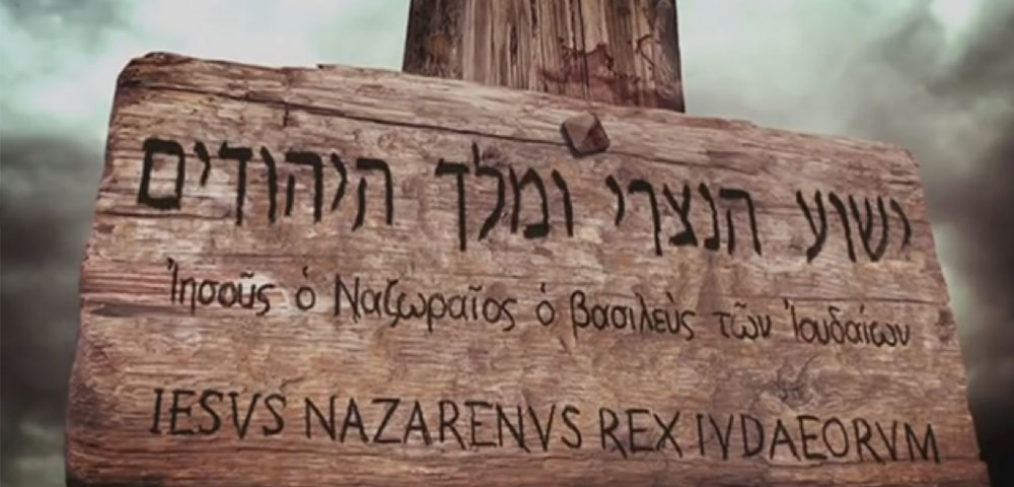 ישוע הנצרי ומלך היהודים
Ἰησοῦς ὁ Ναζωραῖος ὁ βασιλεὺς τῶν Ἰουδαίων
IESVS NAZARENVS REX IVDAEORVM